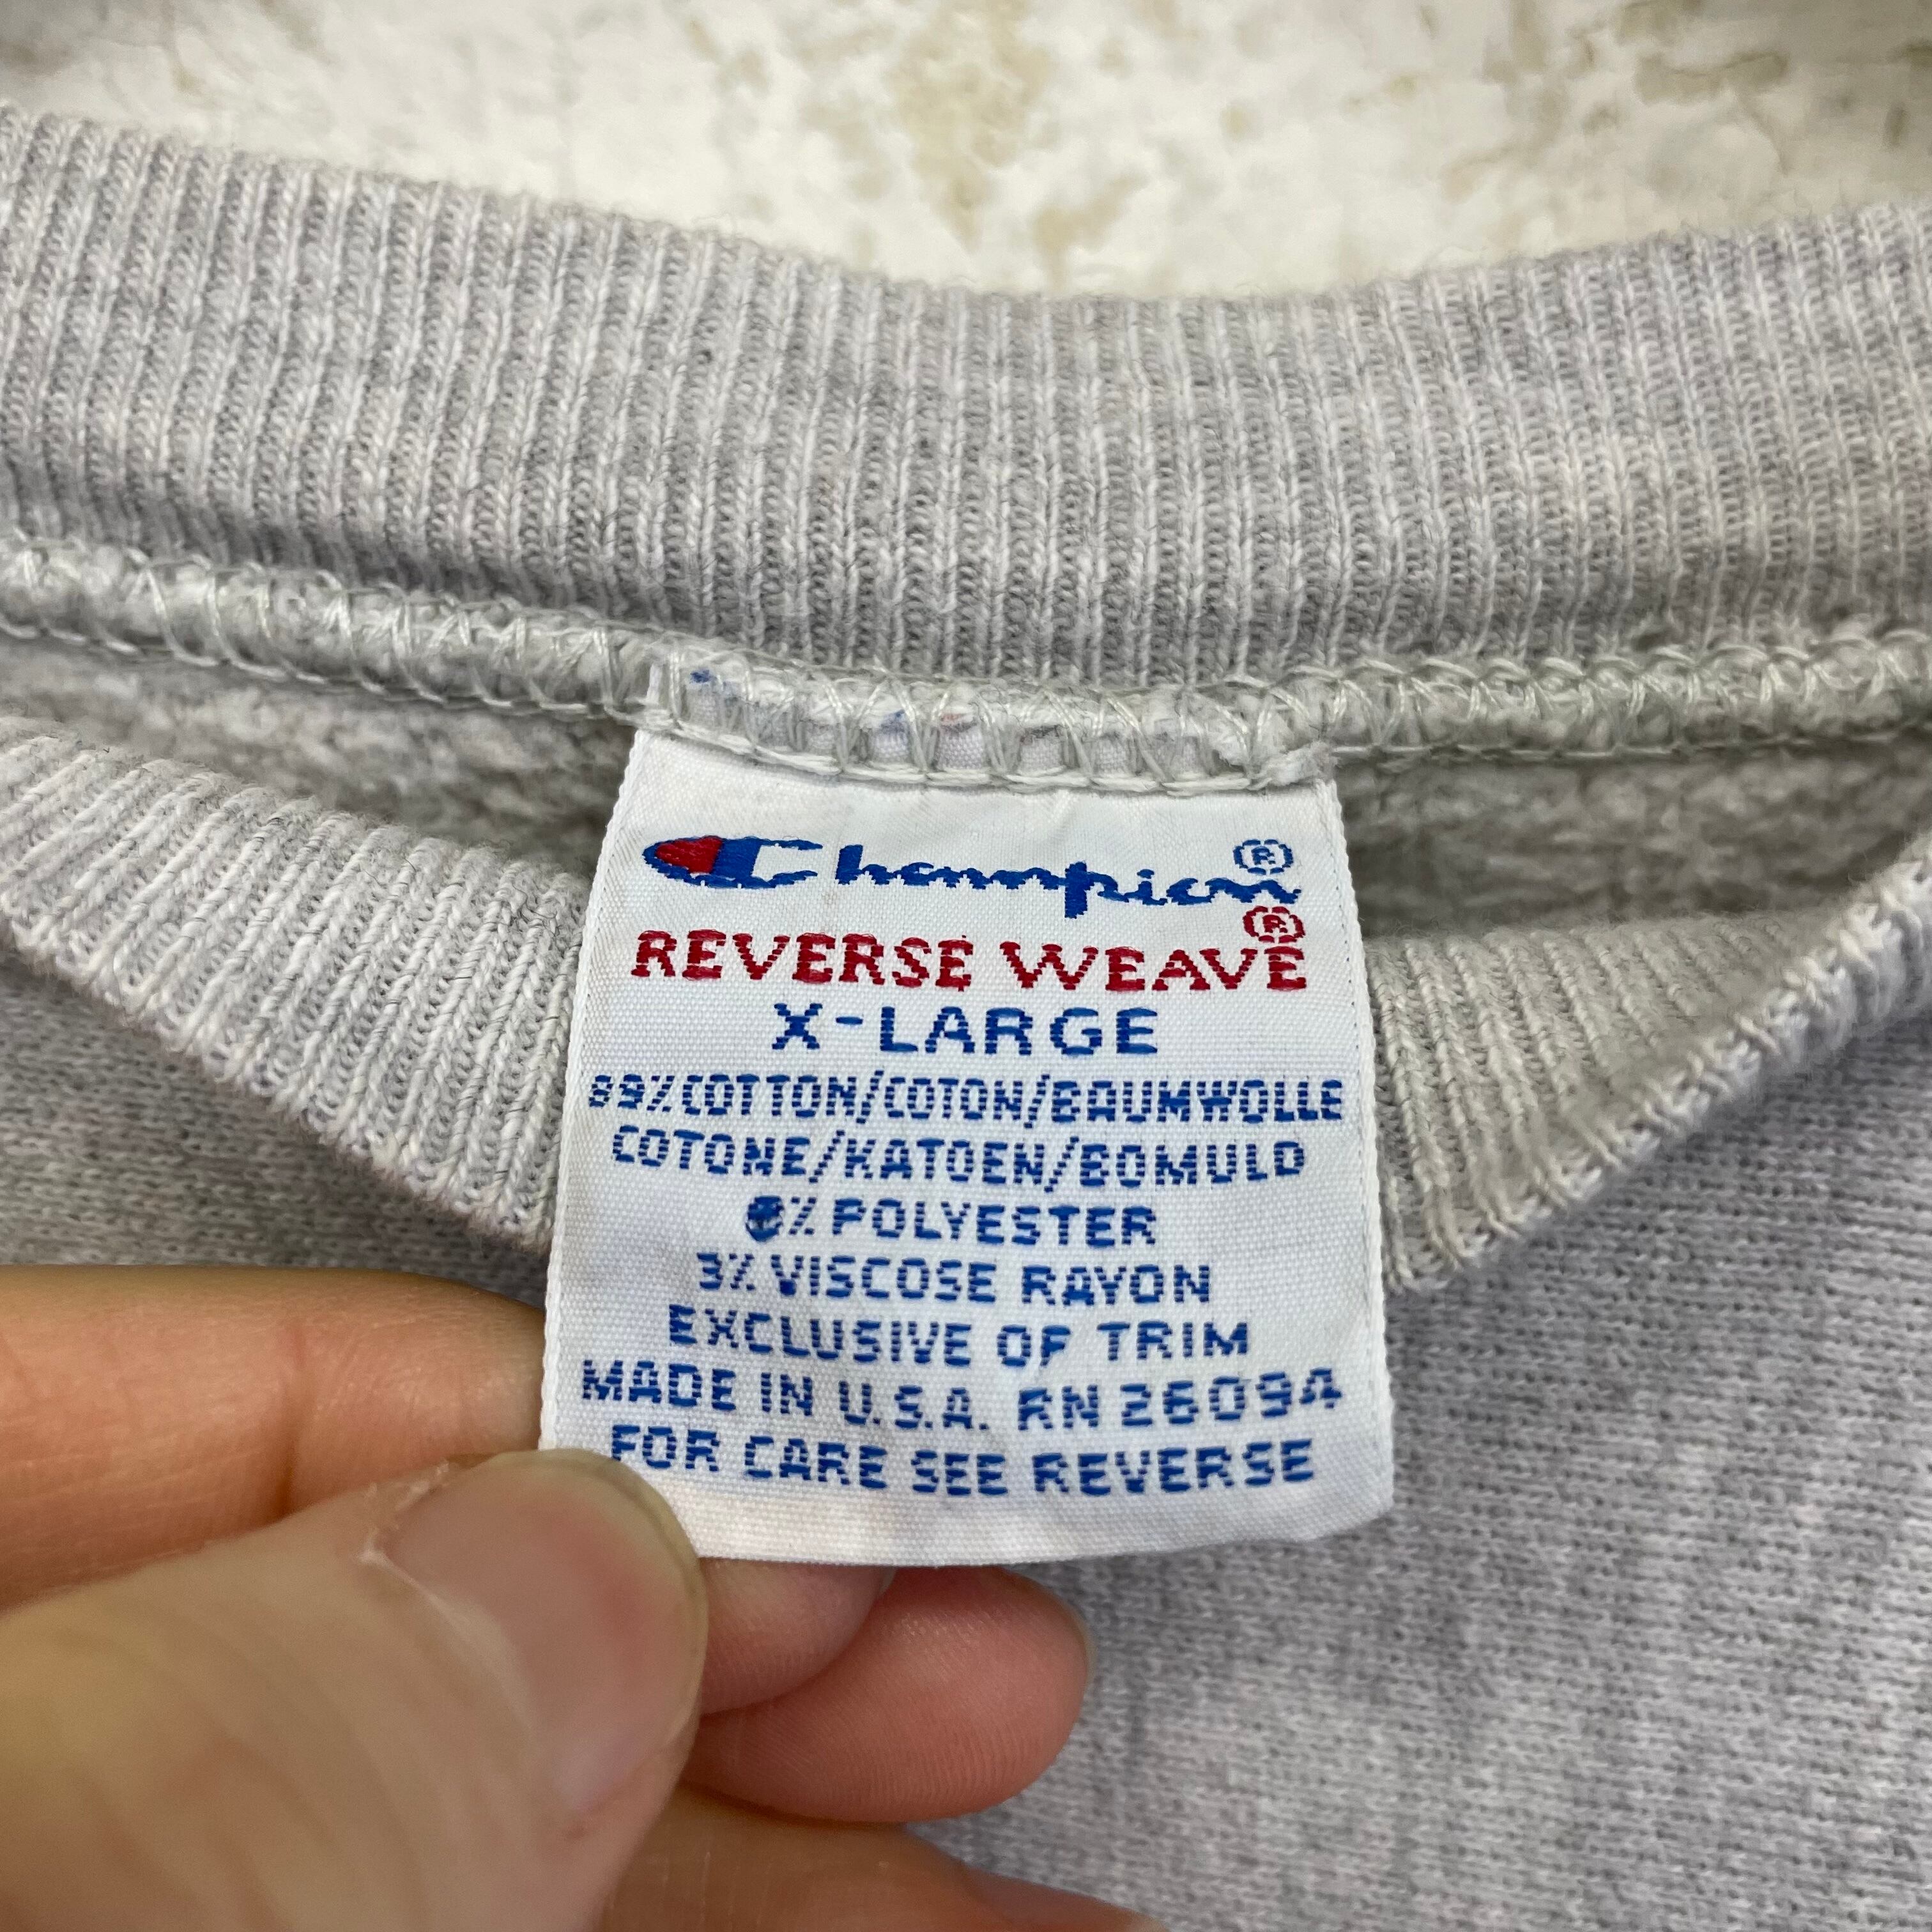 Champion®
REVERSE WEAVE®
X-LARGE
89% COTTON/COTON/BAUMWOLLE
COTONE/KATOEN/BOMULD
8% POLYESTER
3% VISCOSE RAYON
EXCLUSIVE OF TRIM
MADE IN U.S.A. RN 26094
FOR CARE SEE REVERSE